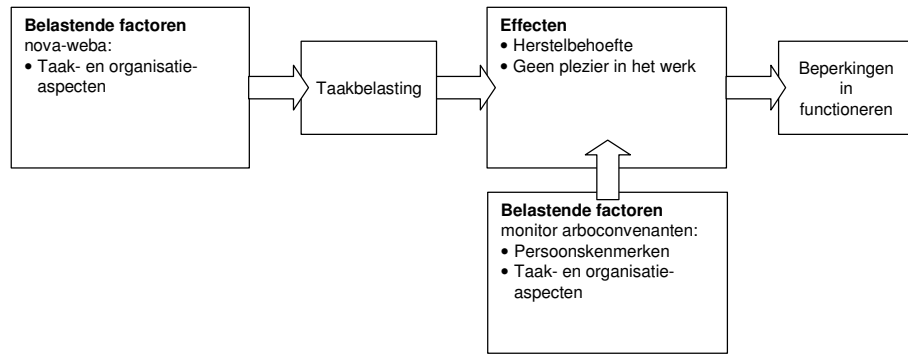 Belastende factoren
nova-weba:
• Taak- en organisatie-
aspecten
Taakbelasting
Effecten
• Herstelbehoefte
• Geen plezier in het werk
Beperkingen
in
functioneren
Belastende factoren
monitor arboconvenanten:
• Persoonskenmerken
• Taak- en organisatie-
aspecten